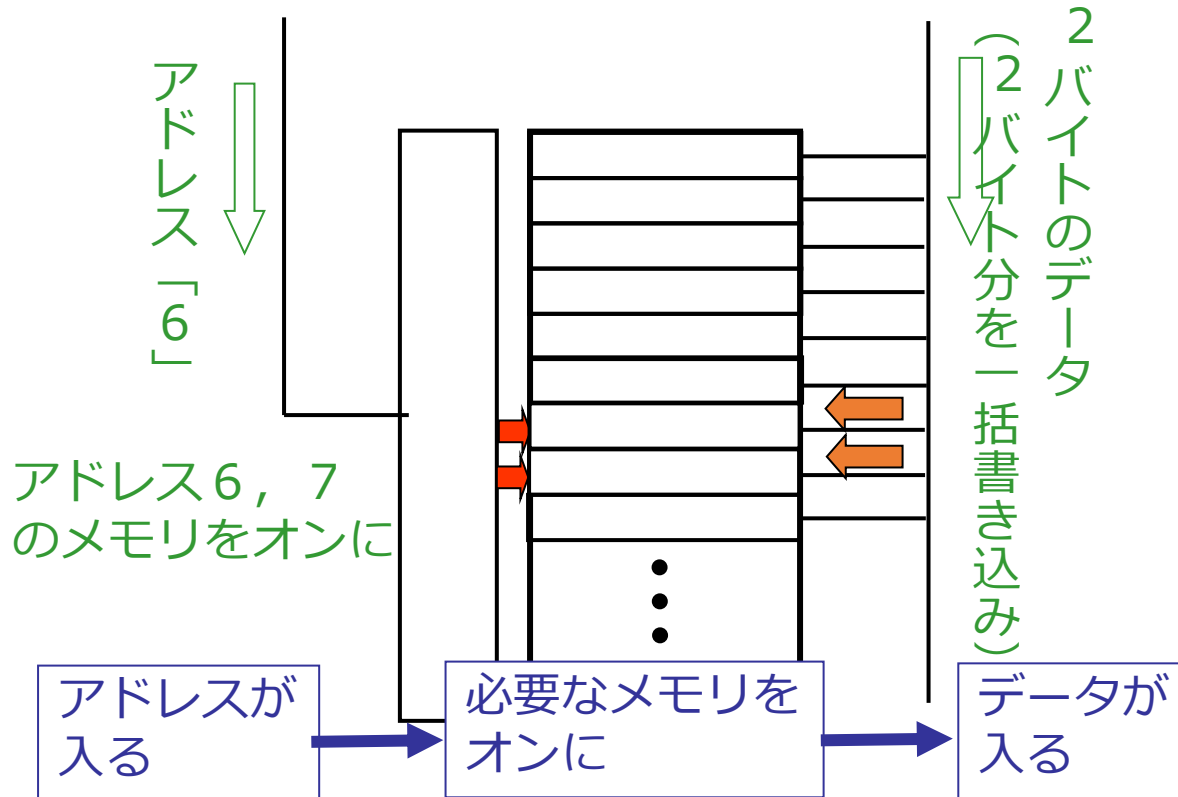 アドレス「6」
2バイトのデータ
(2バイト分を一括書き込み)
アドレス6，7
のメモリをオンに
アドレスが
入る
必要なメモリを
オンに
データが
入る